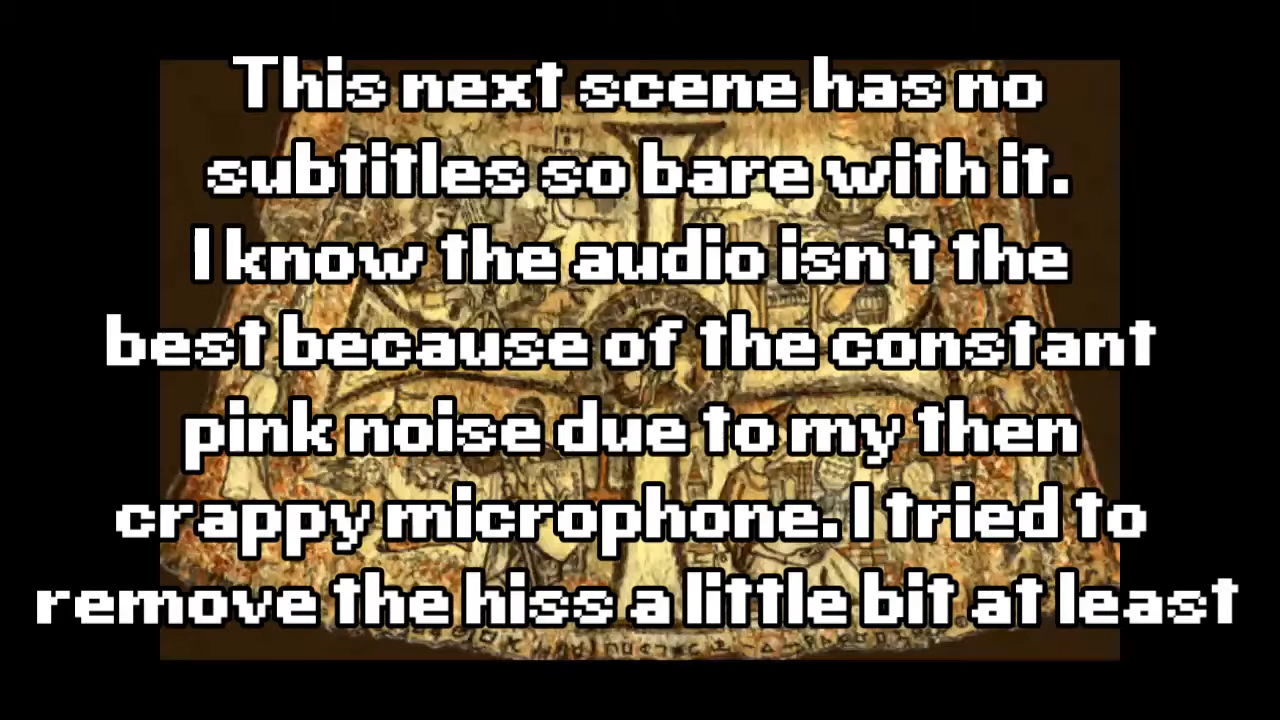 This next scene has no
subtitles so bare with it.
I know the audio isn't the
best because of the constant
pink noise due to my then
crappy microphone. I tried to
remove the hiss a little bit at least